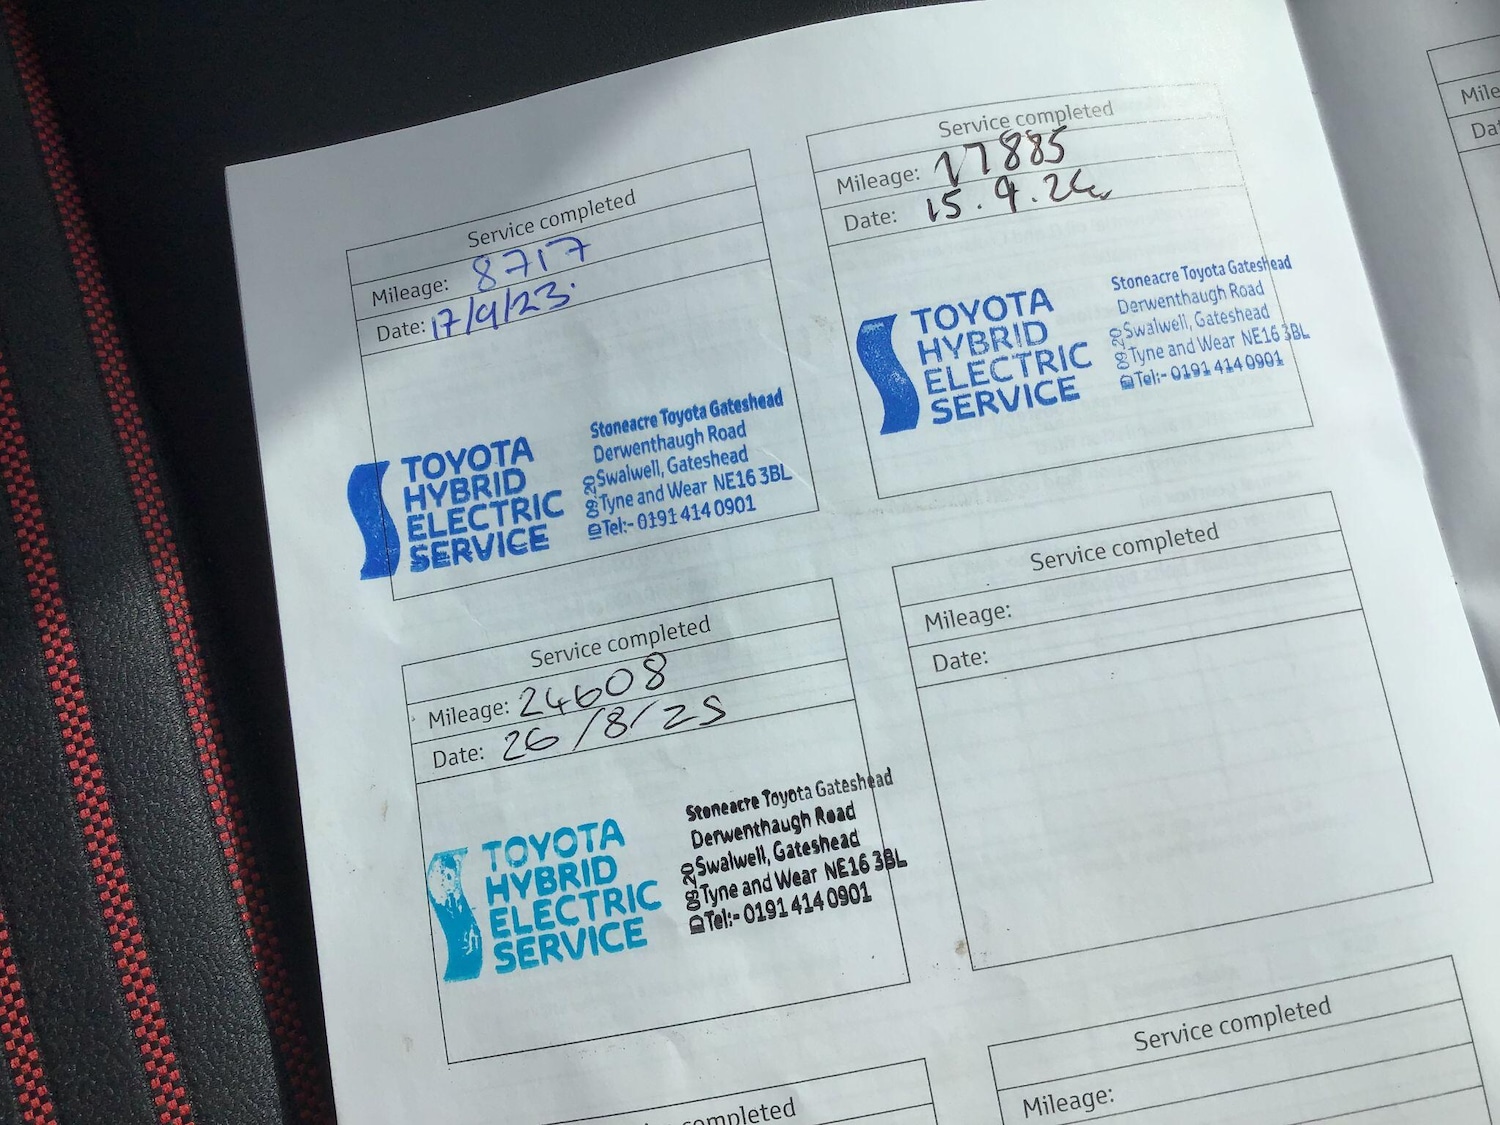 Service completed
Mileage: 8717
Date: 17/9/23.
TOYOTA
HYBRID
ELECTRIC
SERVICE
Stoneacre Toyota Gateshead
Derwenthaugh Road
Swalwell, Gateshead
Tyne and Wear NE16 3BL
Tel:- 0191 414 0901
Service completed
Mileage: 17885
Date: 15.9.24
TOYOTA
HYBRID
ELECTRIC
SERVICE
Stoneacre Toyota Gateshead
Derwenthaugh Road
Swalwell, Gateshead
Tyne and Wear NE16 3BL
Tel:- 0191 414 0901
Service completed
Mileage: 24608
Date: 26/8/25
TOYOTA
HYBRID
ELECTRIC
SERVICE
Stoneacre Toyota Gateshead
Derwenthaugh Road
Swalwell, Gateshead
Tyne and Wear NE16 3BL
Tel:- 0191 414 0901
Service completed
Mileage:
Date:
completed
Service completed
Mileage: